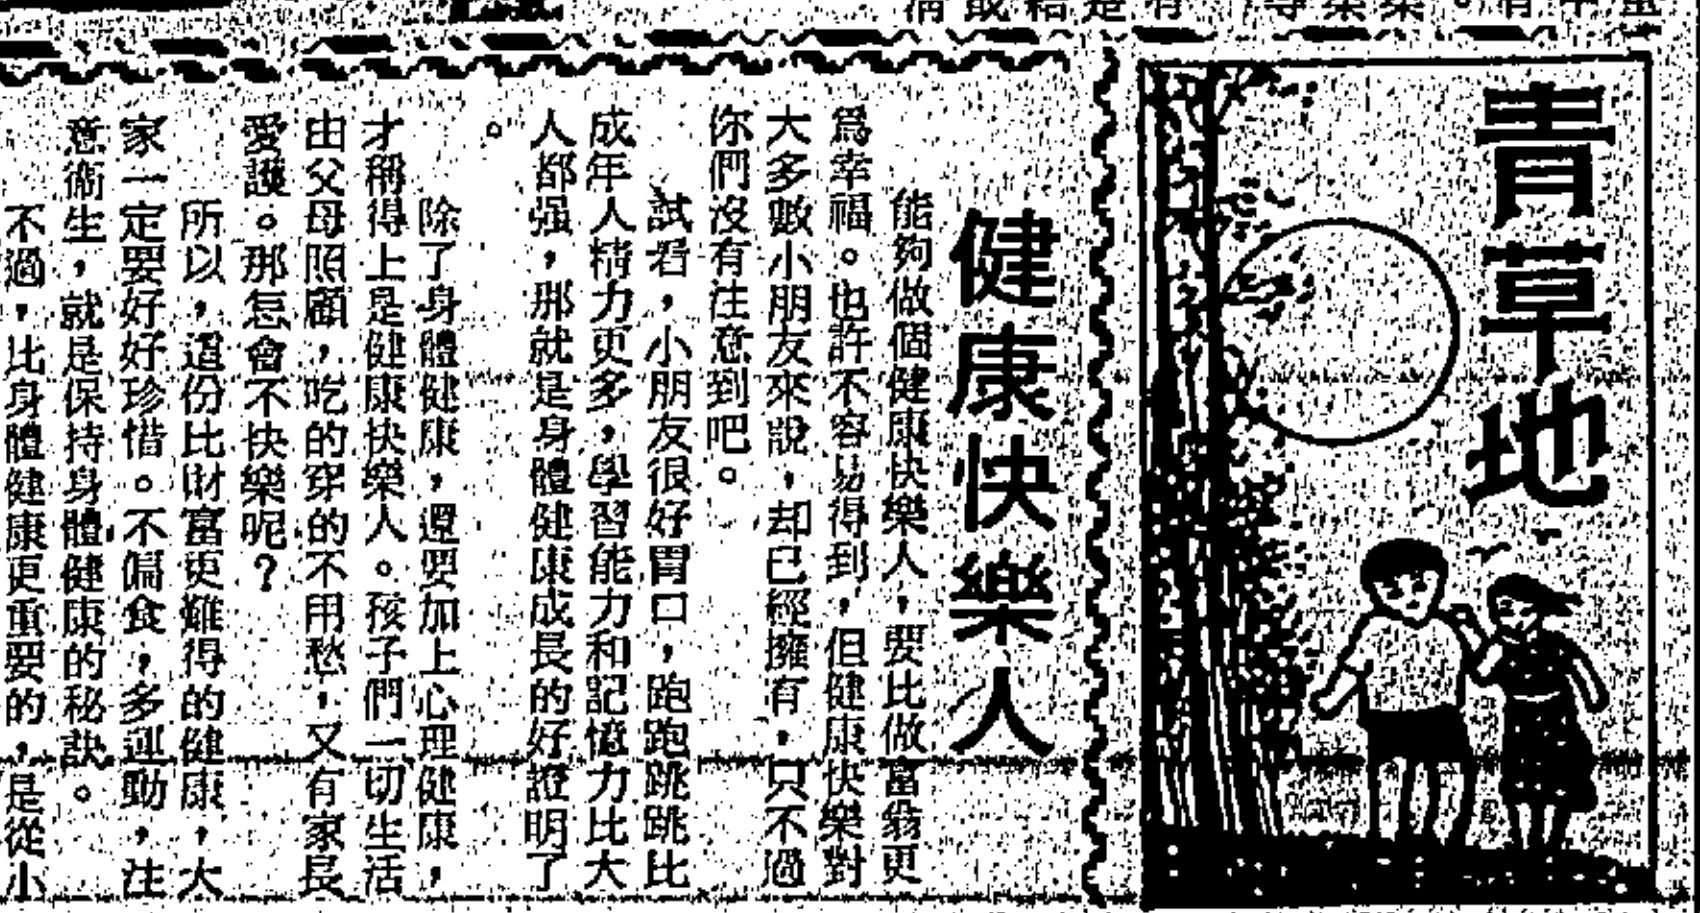 青草地
健康快樂人
能夠做個健康快樂人，要比做富翁更
爲幸福。也許不容易得到，但健康快樂對
大多數小朋友來說，却已經擁有，只不過
你們沒有注意到吧。
試看，小朋友很好胃口，跑跑跳跳比
成年人精力更多，學習能力和記憶力比大
人都强，那就是身體健康成長的好證明了
。
除了身體健康，還要加上心理健康，
才稱得上是健康快樂人。孩子們一切生活
由父母照顧，吃的穿的不用愁，又有家長
愛護。那怎會不快樂呢？
所以，這份比財富更難得的健康，大
家一定要好好珍惜。不偏食，多運動，注
意衞生，就是保持身體健康的秘訣。
不過，比身體健康更重要的，是從小